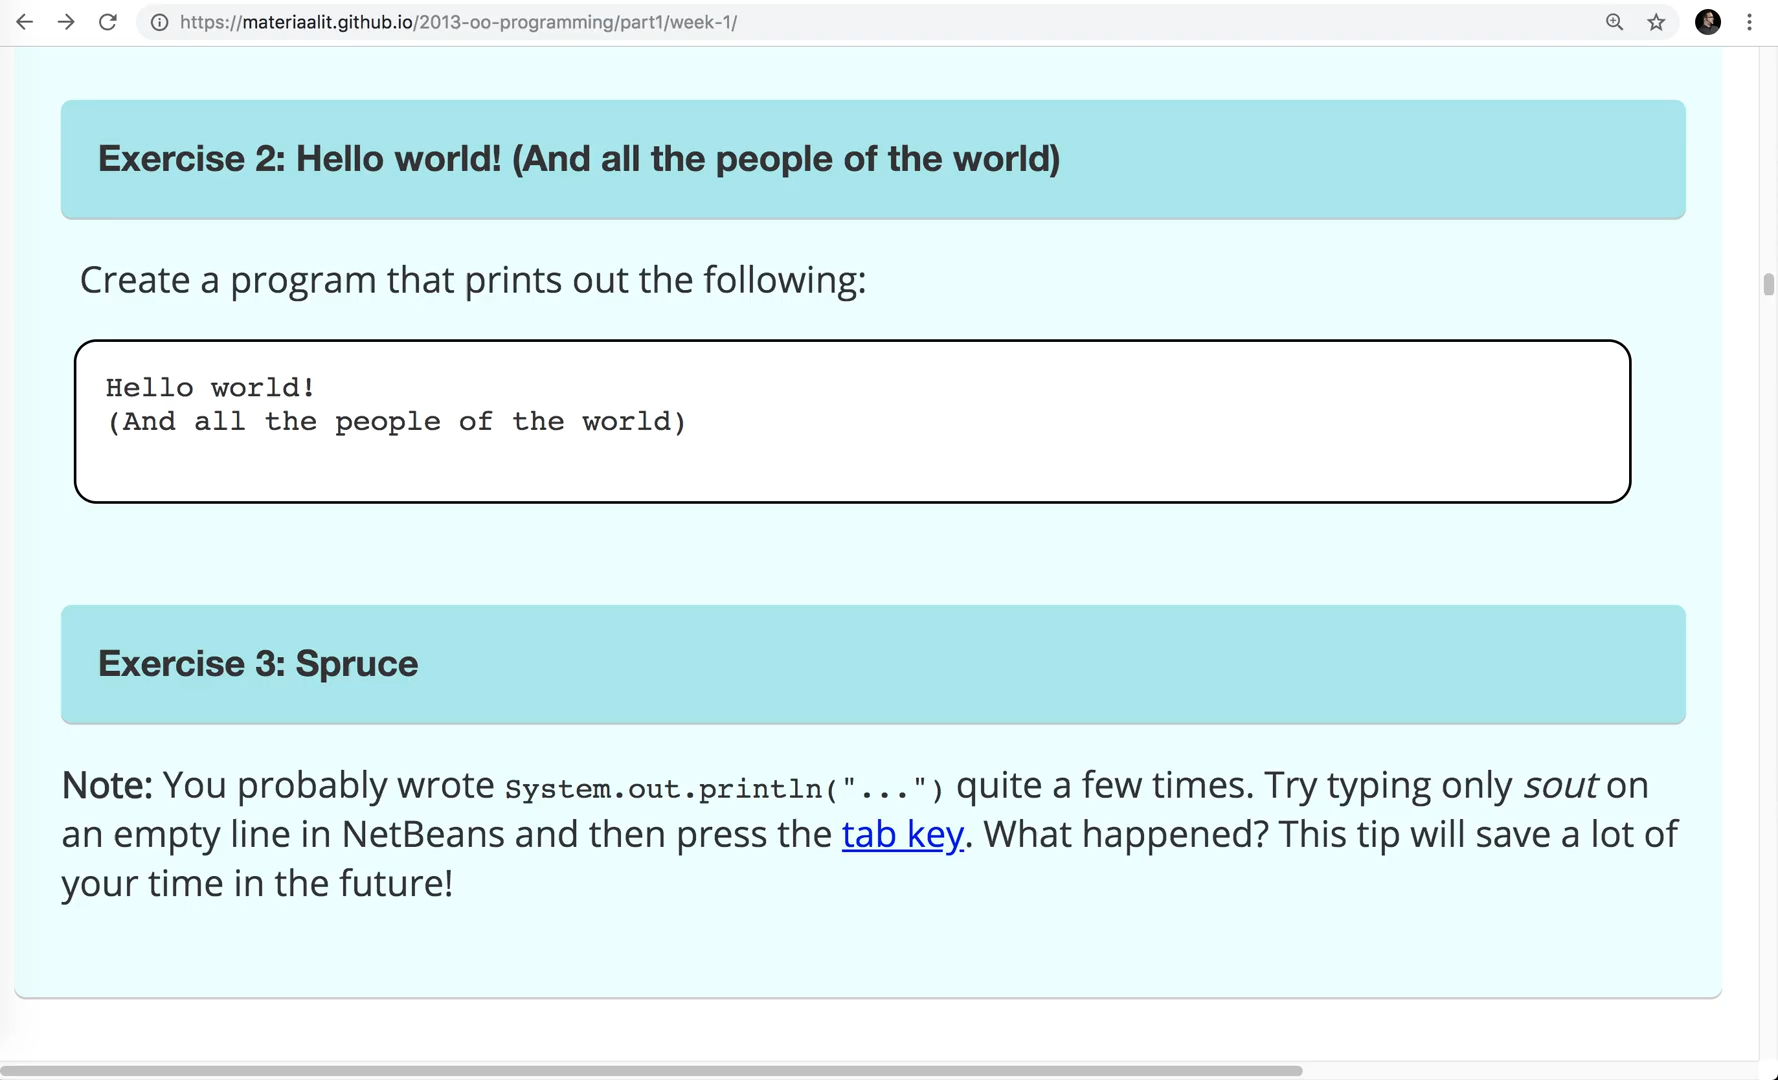 https://materiaalit.github.io/2013-oo-programming/part1/week-1/
Exercise 2: Hello world! (And all the people of the world)
Create a program that prints out the following:
Hello world!
(And all the people of the world)
Exercise 3: Spruce
Note: You probably wrote System.out.println("...") quite a few times. Try typing only sout on
an empty line in NetBeans and then press the tab key. What happened? This tip will save a lot of
your time in the future!